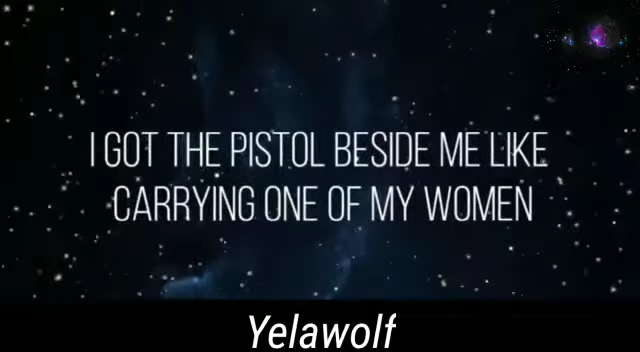 I GOT THE PISTOL BESIDE ME LIKE
CARRYING ONE OF MY WOMEN
Yelawolf